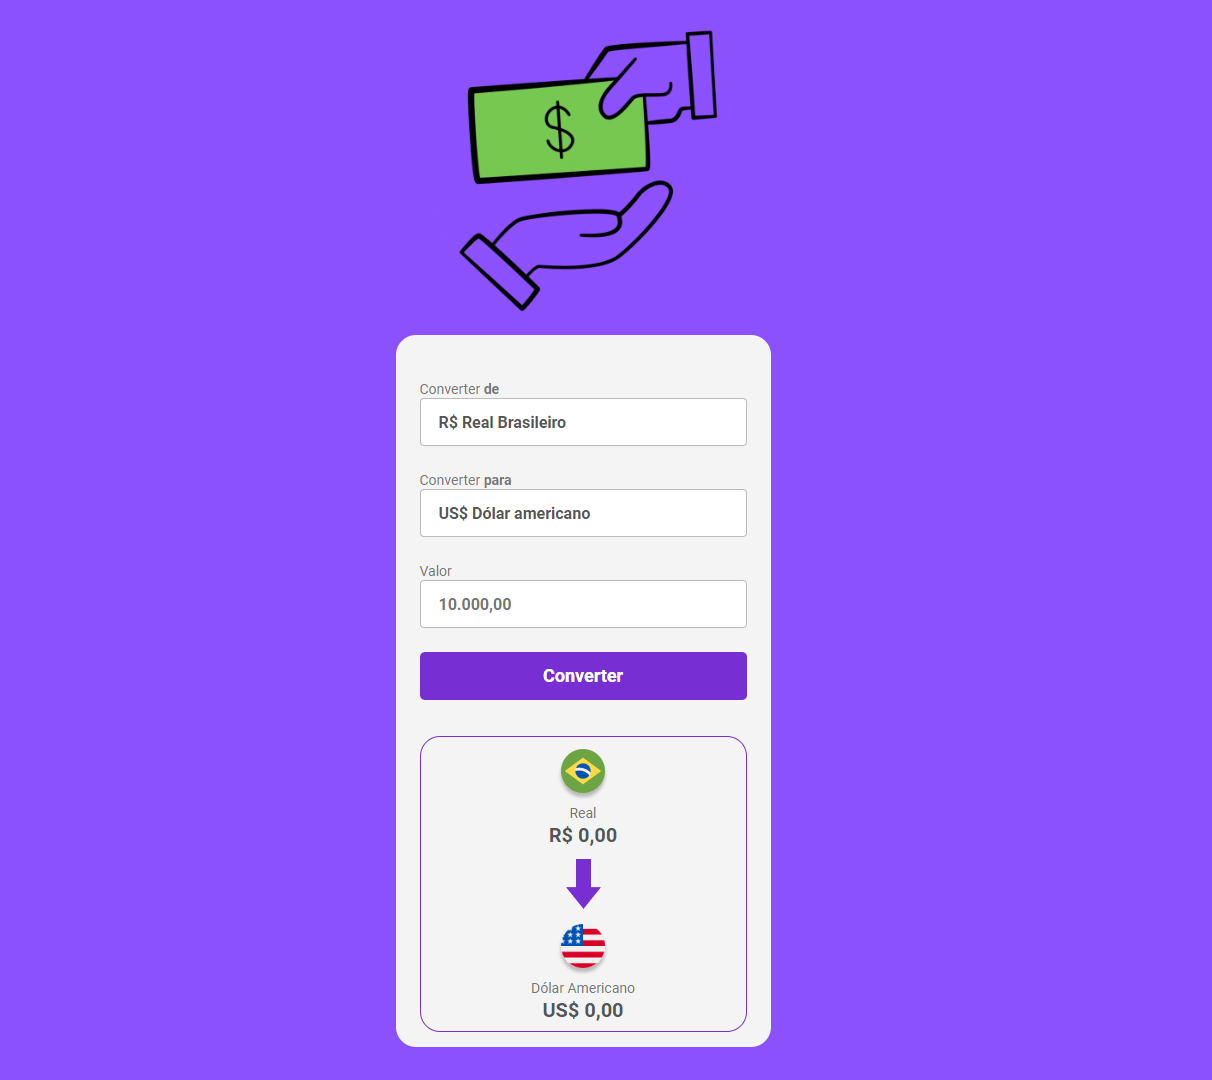 $
Converter de
R$ Real Brasileiro
Converter para
US$ Dólar americano
Valor
10.000,00
Converter
Real
R$ 0,00
Dólar Americano
US$ 0,00